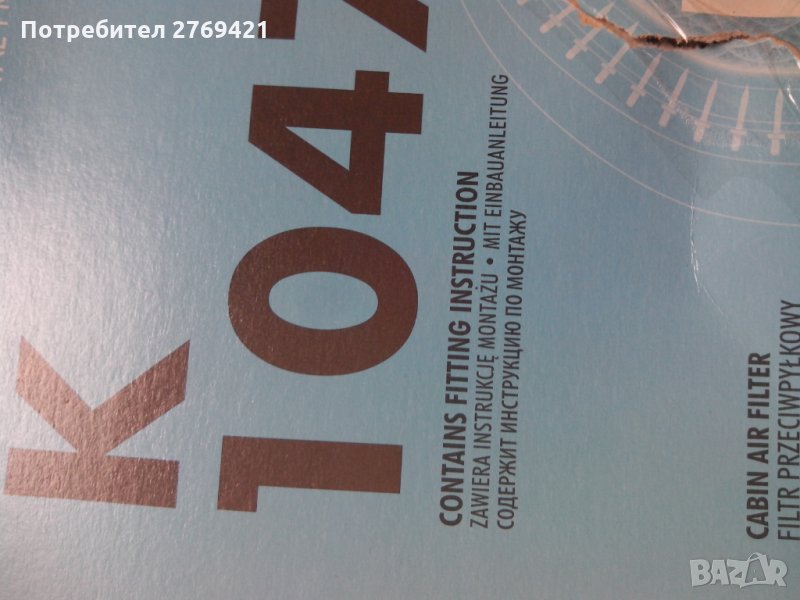 Потребител 2769421
K
1047
CONTAINS FITTING INSTRUCTION
ZAWIERA INSTRUKCJĘ MONTAŻU • MIT EINBAUANLEITUNG
СОДЕРЖИТ ИНСТРУКЦИЮ ПО МОНТАЖУ
CABIN AIR FILTER
FILTR PRZECIWPYŁKOWY
BAZAR